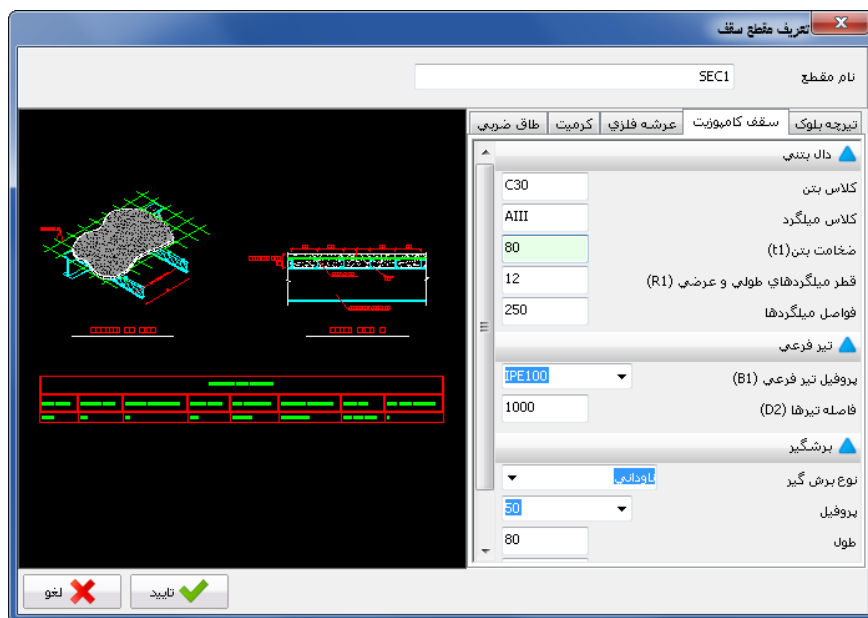 تعریف مقطع سقف
نام مقطع SEC1
تیرچه بلوک سقف کامپوزیت عرشه فلزي کرمیت طاق ضربي
دال بتني
کلاس بتن C30
کلاس میلگرد AIII
ضخامت بتن(t1) 80
قطر میلگردهاي طولي و عرضي (R1) 12
فواصل میلگردها 250
تیر فرعي
پروفیل تیر فرعي (B1) IPE100
فاصله تیرها (D2) 1000
برشگیر
نوع برش گیر ناوداني
پروفیل 50
طول 80
تایید لغو